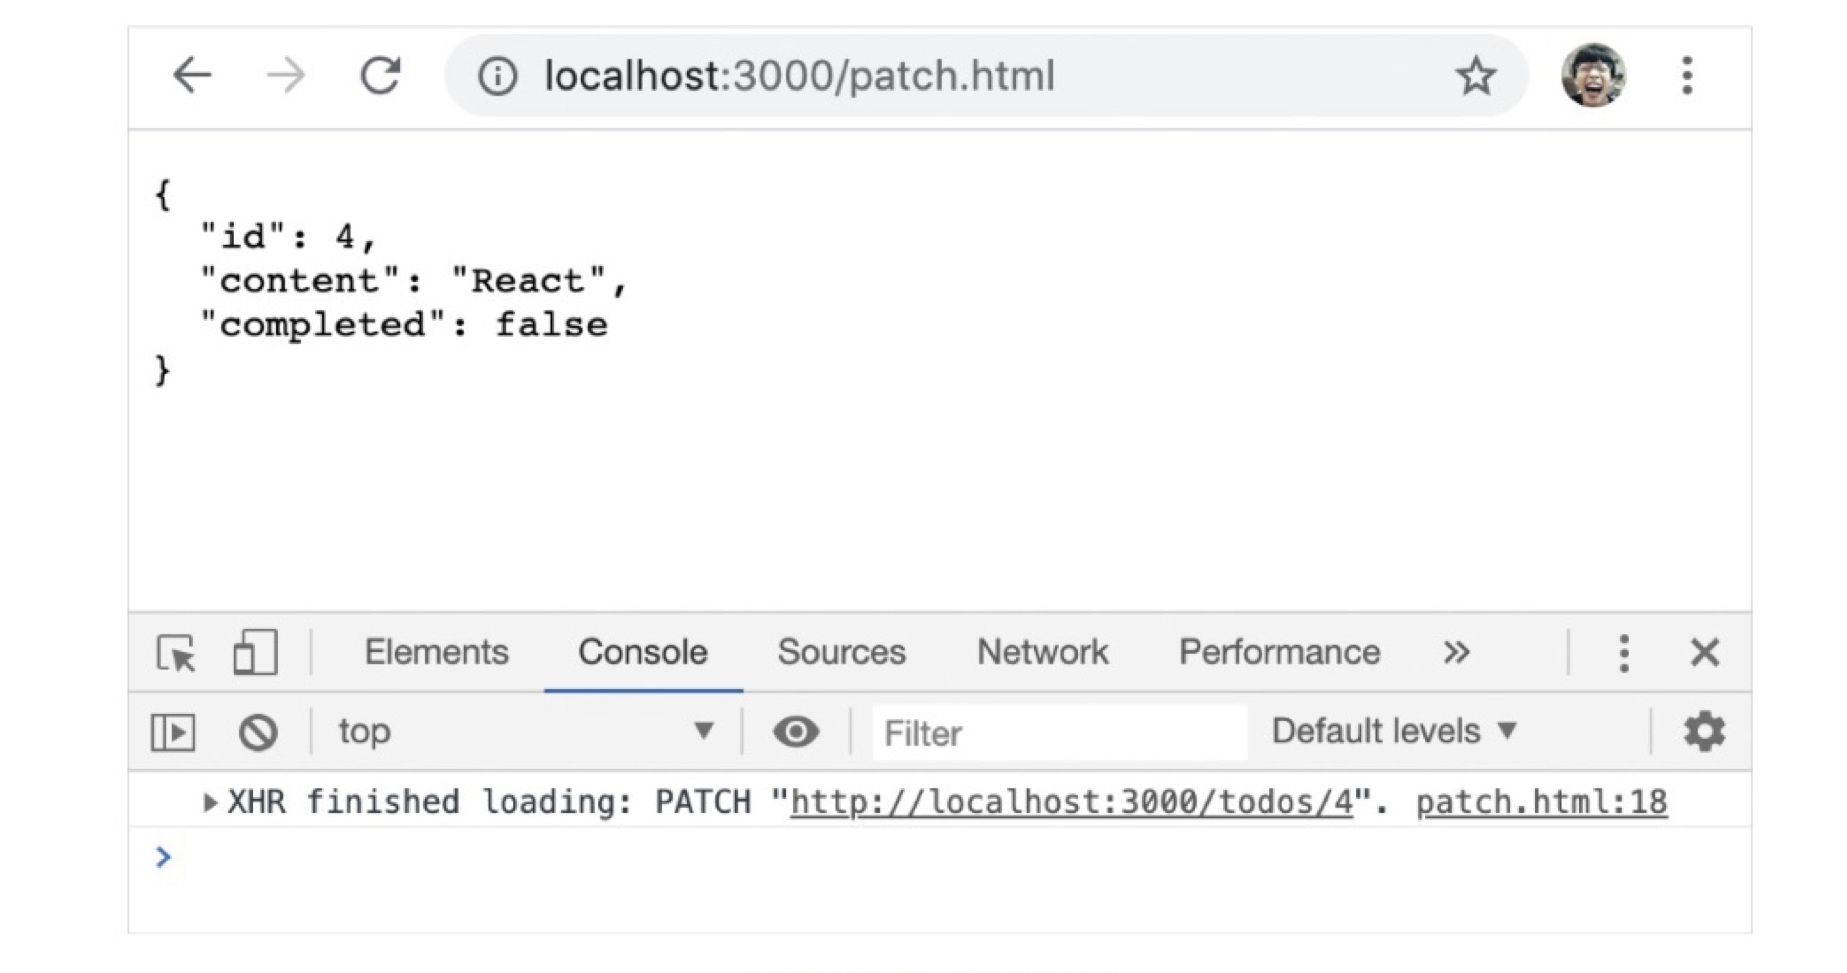 localhost:3000/patch.html
{
  "id": 4,
  "content": "React",
  "completed": false
}
Elements Console Sources Network Performance »
top ▼ Filter Default levels ▼
▶ XHR finished loading: PATCH "http://localhost:3000/todos/4". patch.html:18
>